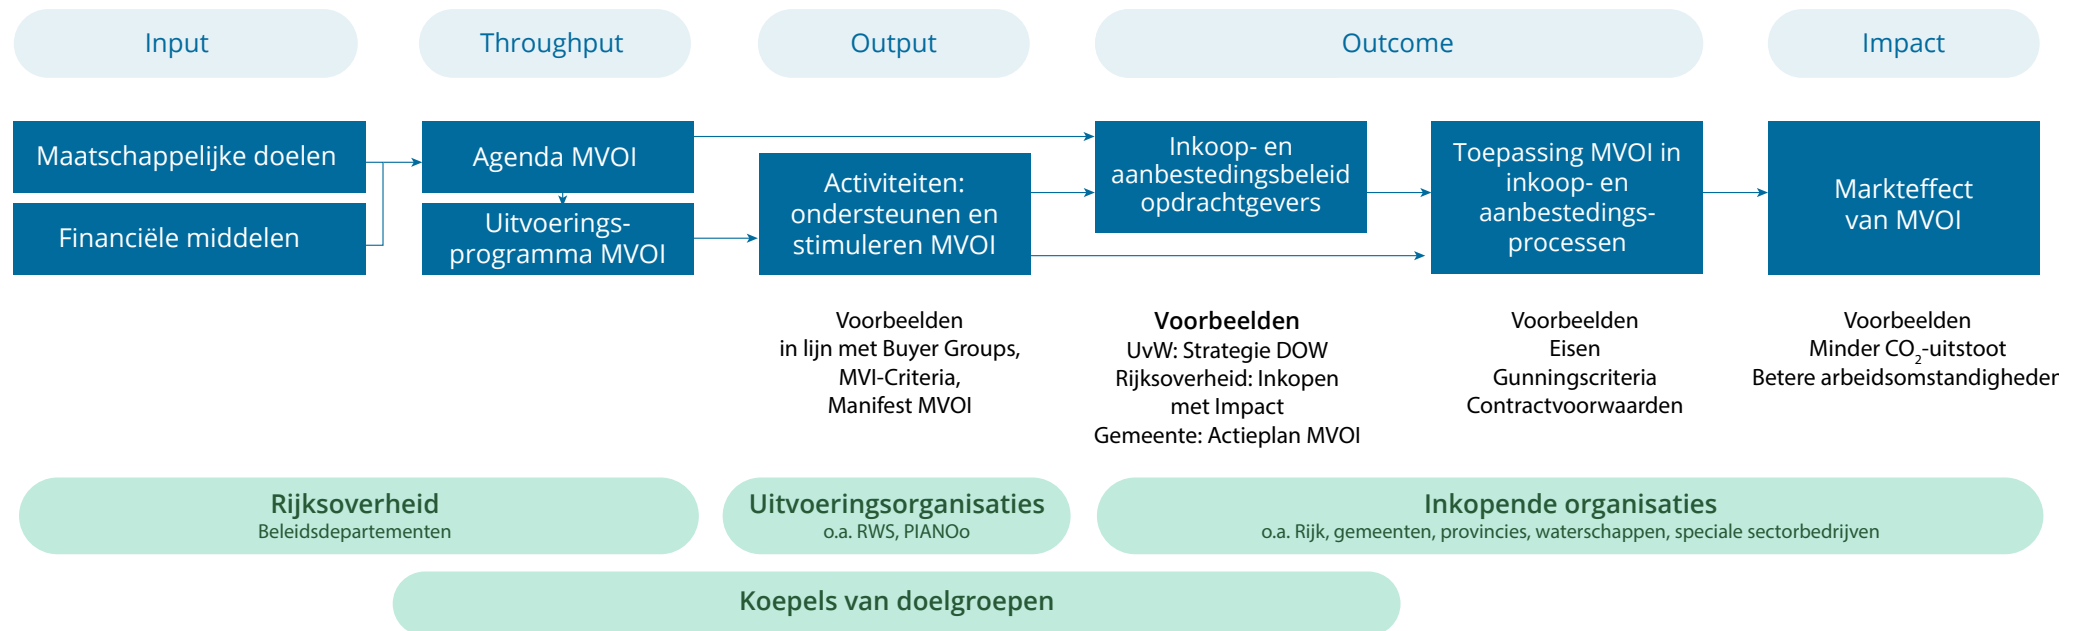 Input
Throughput
Output
Outcome
Impact
Maatschappelijke doelen
Financiële middelen
Agenda MVOI
Uitvoerings-
programma MVOI
Activiteiten:
ondersteunen en
stimuleren MVOI
Inkoop- en
aanbestedingsbeleid
opdrachtgevers
Toepassing MVOI in
inkoop- en
aanbestedings-
processen
Markteffect
van MVOI
Voorbeelden
in lijn met Buyer Groups,
MVI-Criteria,
Manifest MVOI
Voorbeelden
UvW: Strategie DOW
Rijksoverheid: Inkopen
met Impact
Gemeente: Actieplan MVOI
Voorbeelden
Eisen
Gunningscriteria
Contractvoorwaarden
Voorbeelden
Minder CO₂-uitstoot
Betere arbeidsomstandigheden
Rijksoverheid
Beleidsdepartementen
Uitvoeringsorganisaties
o.a. RWS, PIANOo
Inkopende organisaties
o.a. Rijk, gemeenten, provincies, waterschappen, speciale sectorbedrijven
Koepels van doelgroepen